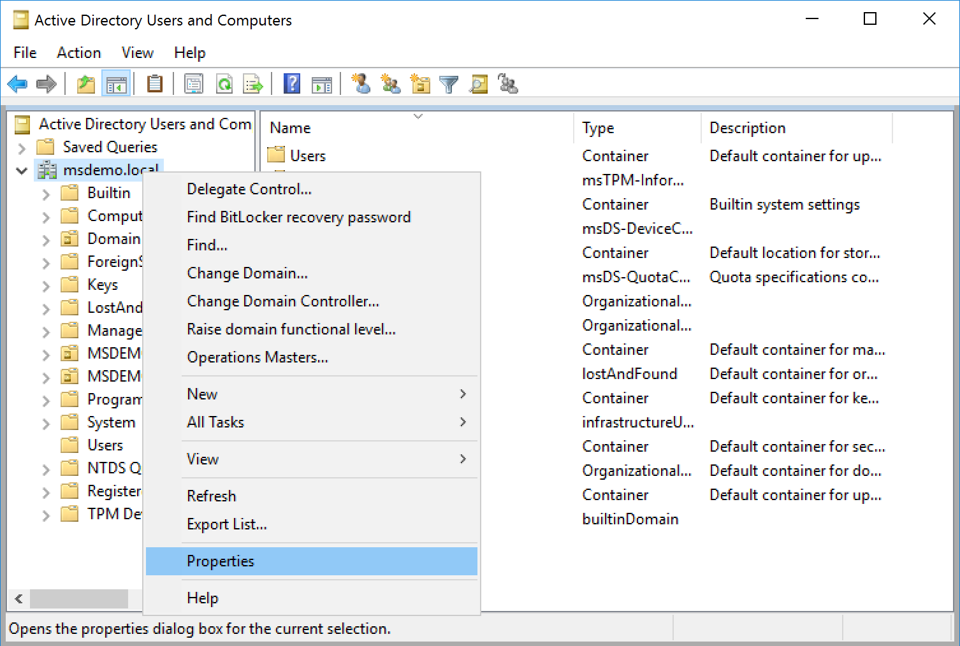 Active Directory Users and Computers
File Action View Help
Active Directory Users and Com
Saved Queries
msdemo.local
Builtin
Comput
Domain
ForeignS
Keys
LostAnd
Manage
MSDEM
MSDEM
Program
System
Users
NTDS Q
Register
TPM De
Delegate Control...
Find BitLocker recovery password
Find...
Change Domain...
Change Domain Controller...
Raise domain functional level...
Operations Masters...
New
All Tasks
View
Refresh
Export List...
Properties
Help
Name Type Description
Users Container Default container for up...
msTPM-Infor...
Container Builtin system settings
msDS-DeviceC...
Container Default location for stor...
msDS-QuotaC... Quota specifications co...
Organizational...
Organizational...
Container Default container for ma...
lostAndFound Default container for or...
Container Default container for ke...
infrastructureU...
Container Default container for sec...
Organizational... Default container for do...
Container Default container for up...
builtinDomain
Opens the properties dialog box for the current selection.